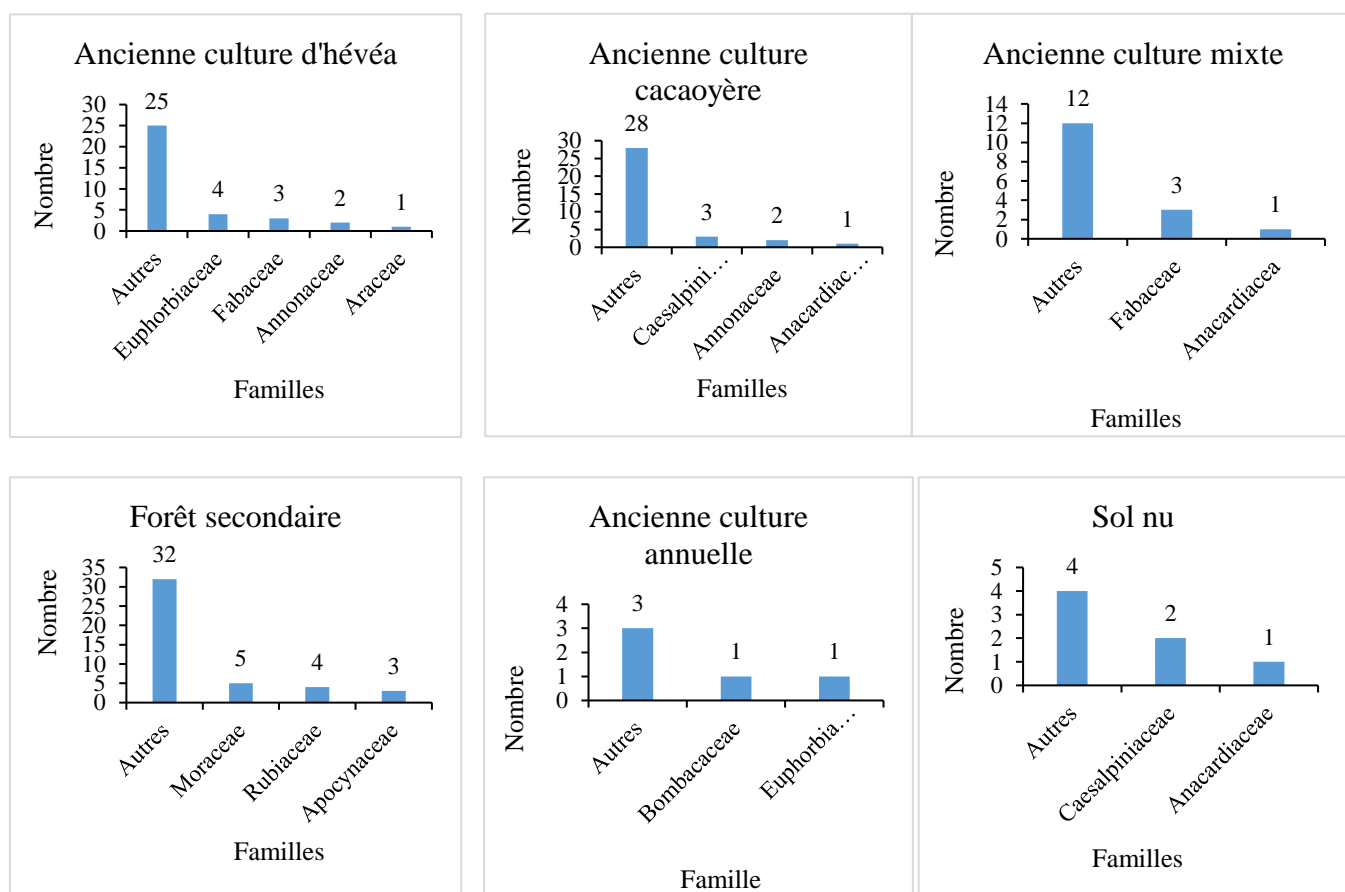 Ancienne culture d'hévéa
Nombre
30
25
20
15
10
5
0
25
4
3
2
1
Autres
Euphorbiaceae
Fabaceae
Annonaceae
Araceae
Familles
Ancienne culture
cacaoyère
Nombre
30
25
20
15
10
5
0
28
3
2
1
Autres
Caesalpini…
Annonaceae
Anacardiac…
Familles
Ancienne culture mixte
Nombre
14
12
10
8
6
4
2
0
12
3
1
Autres
Fabaceae
Anacardiacea
Familles
Forêt secondaire
Nombre
35
30
25
20
15
10
5
0
32
5
4
3
Autres
Moraceae
Rubiaceae
Apocynaceae
Familles
Ancienne culture
annuelle
Nombre
4
3
2
1
0
3
1
1
Autres
Bombacaceae
Euphorbia…
Famille
Sol nu
Nombre
5
4
3
2
1
0
4
2
1
Autres
Caesalpiniaceae
Anacardiaceae
Familles